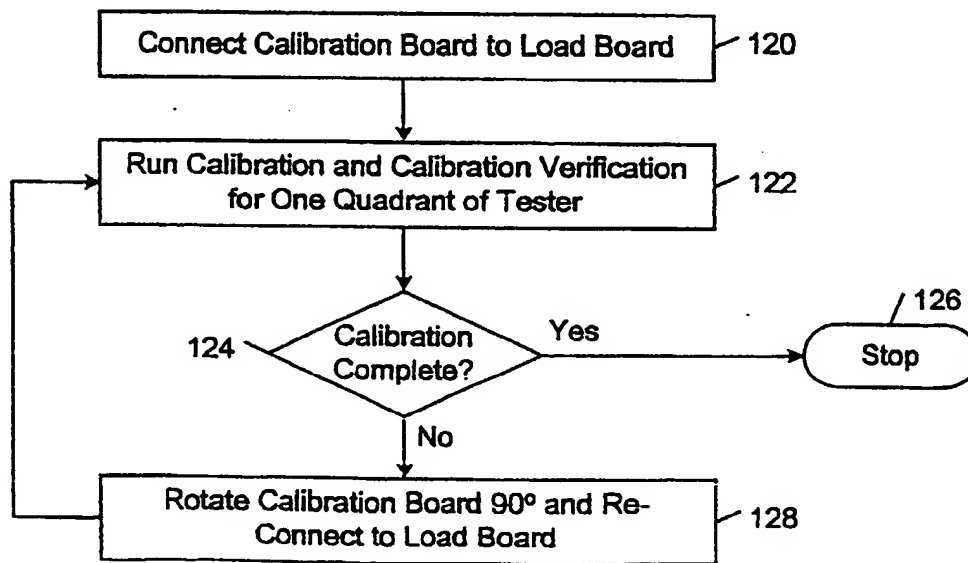 Connect Calibration Board to Load Board
120
Run Calibration and Calibration Verification
for One Quadrant of Tester
122
124
Calibration
Complete?
Yes
126
Stop
No
Rotate Calibration Board 90º and Re-
Connect to Load Board
128